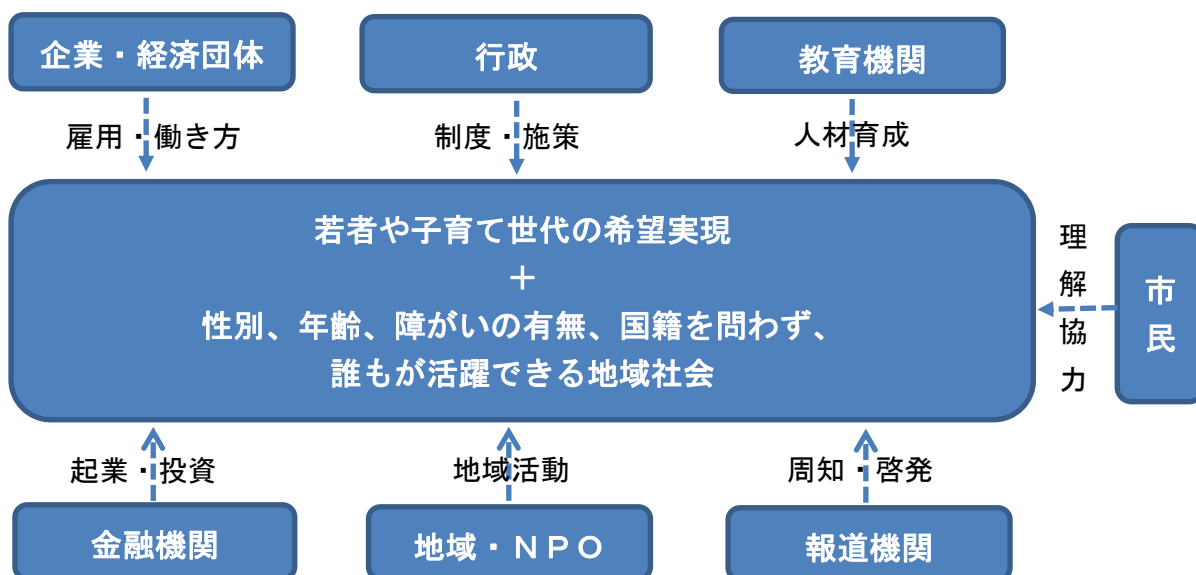 企業・経済団体
行政
教育機関
雇用・働き方
制度・施策
人材育成
若者や子育て世代の希望実現
＋
性別、年齢、障がいの有無、国籍を問わず、
誰もが活躍できる地域社会
理解協力
市民
起業・投資
地域活動
周知・啓発
金融機関
地域・ＮＰＯ
報道機関